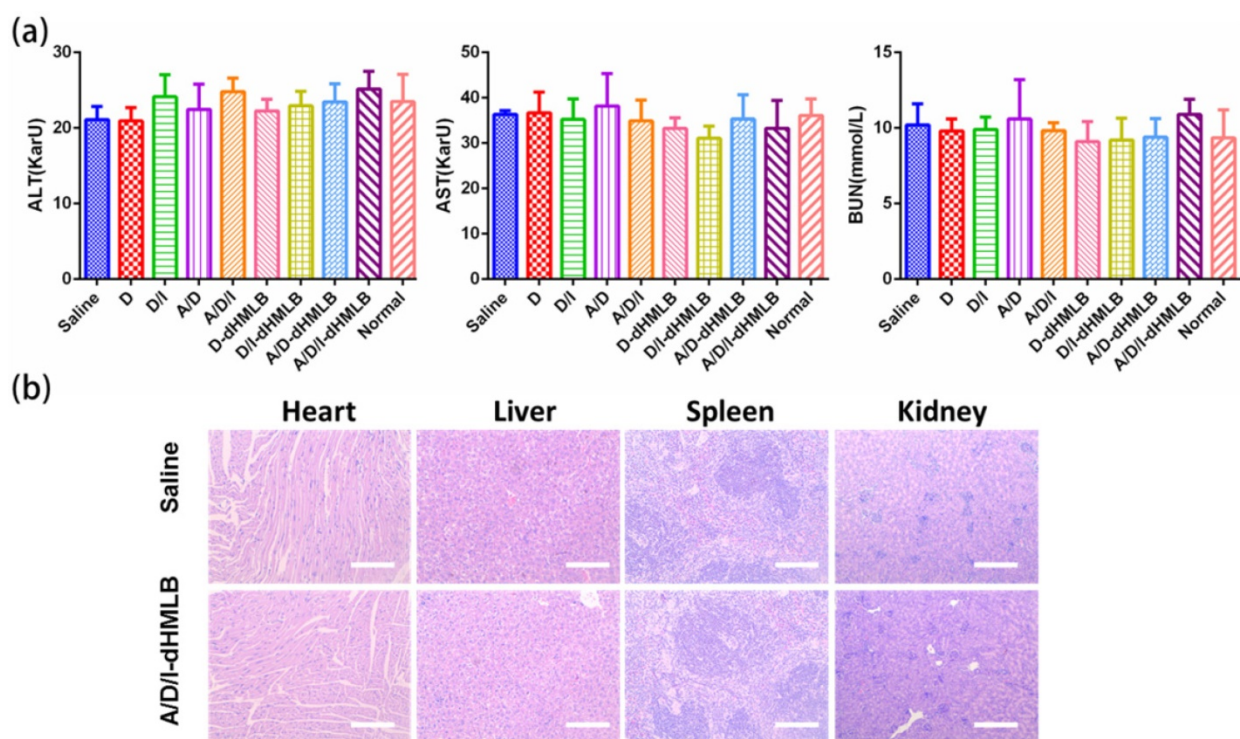 (a)
ALT(KarU)
30
20
10
0
Saline
D
D/I
A/D
A/D/I
D-dHMLB
D/I-dHMLB
A/D-dHMLB
A/D/I-dHMLB
Normal
AST(KarU)
50
40
30
20
10
0
Saline
D
D/I
A/D
A/D/I
D-dHMLB
D/I-dHMLB
A/D-dHMLB
A/D/I-dHMLB
Normal
BUN(mmol/L)
15
10
5
0
Saline
D
D/I
A/D
A/D/I
D-dHMLB
D/I-dHMLB
A/D-dHMLB
A/D/I-dHMLB
Normal
(b)
Heart Liver Spleen Kidney
Saline
A/D/I-dHMLB